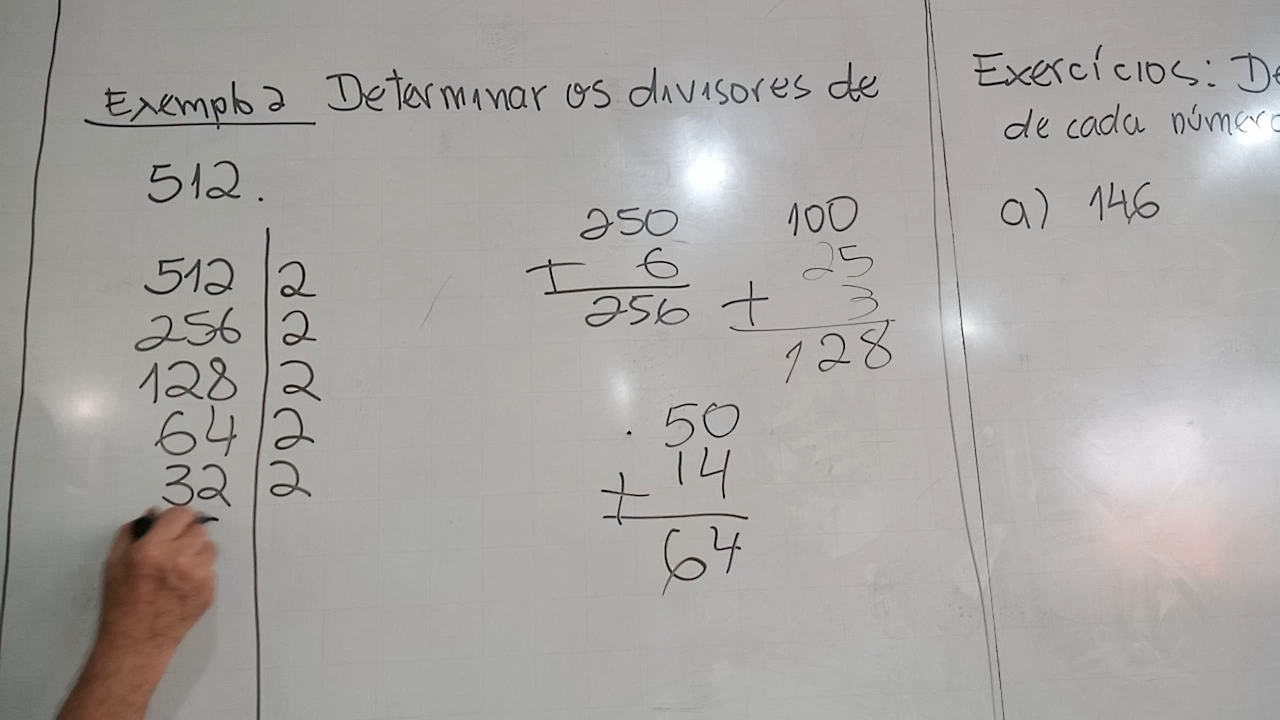 Exemplo 2 Determinar os divisores de
512.
512 | 2
256 | 2
128 | 2
64 | 2
32 | 2
250
+ 6
256
100
25
+ 3
128
. 50
+ 14
64
Exercícios: De
de cada número
a) 146